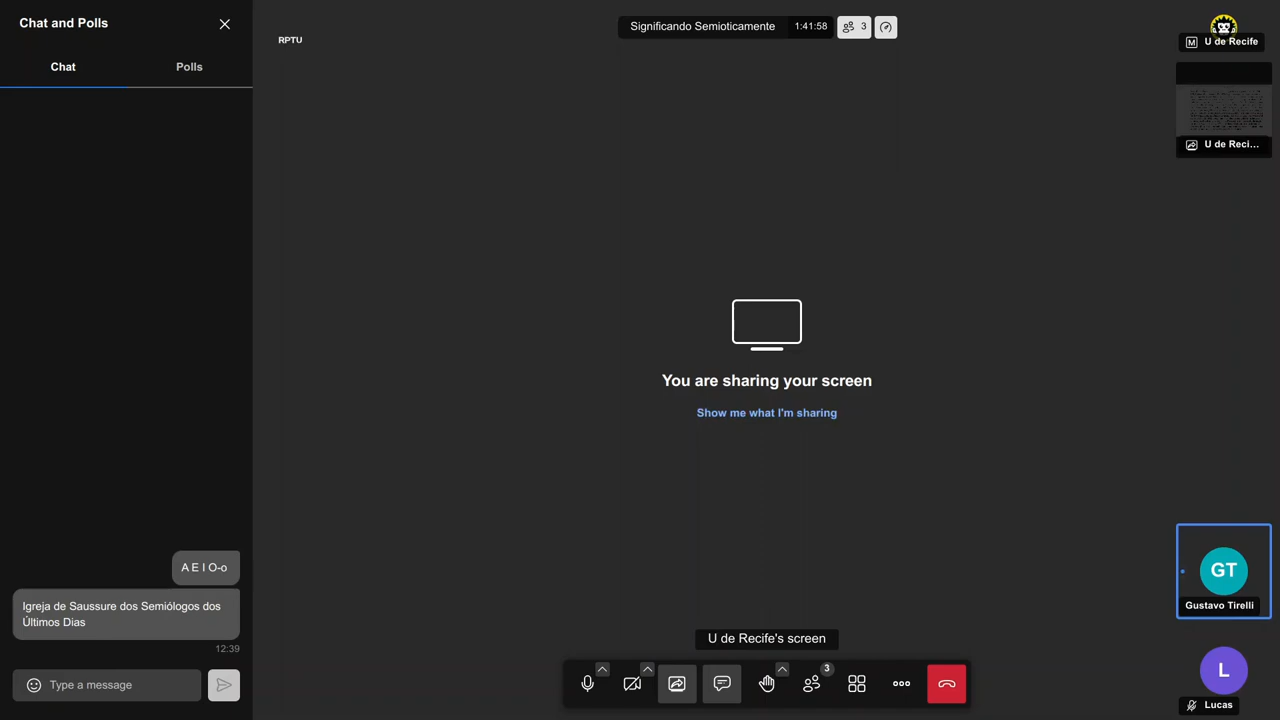 Chat and Polls
Chat
Polls
RPTU
Significando Semioticamente
1:41:58
3
U de Recife
U de Reci...
You are sharing your screen
Show me what I'm sharing
A E I O-o
Igreja de Saussure dos Semiólogos dos
Últimos Dias
12:39
Type a message
U de Recife's screen
3
GT
Gustavo Tirelli
L
Lucas